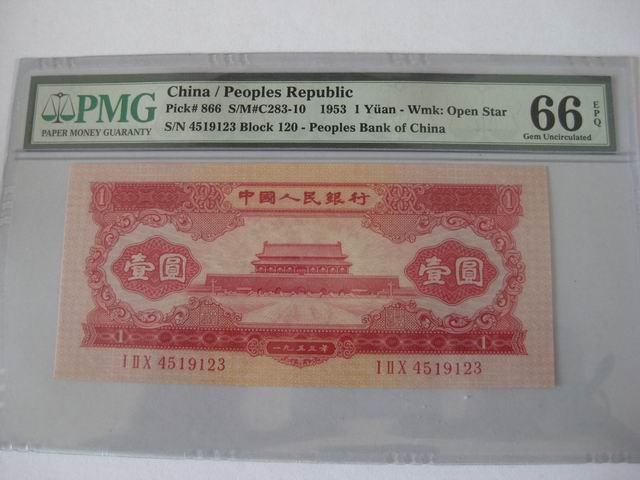 PMG
PAPER MONEY GUARANTY
China / Peoples Republic
Pick# 866 S/M#C283-10 1953 1 Yüan - Wmk: Open Star
S/N 4519123 Block 120 - Peoples Bank of China
66 EPQ
Gem Uncirculated
中國人民銀行
1 1
壹圓 壹圓
1 1
一九五三年
I II X 4519123 I II X 4519123